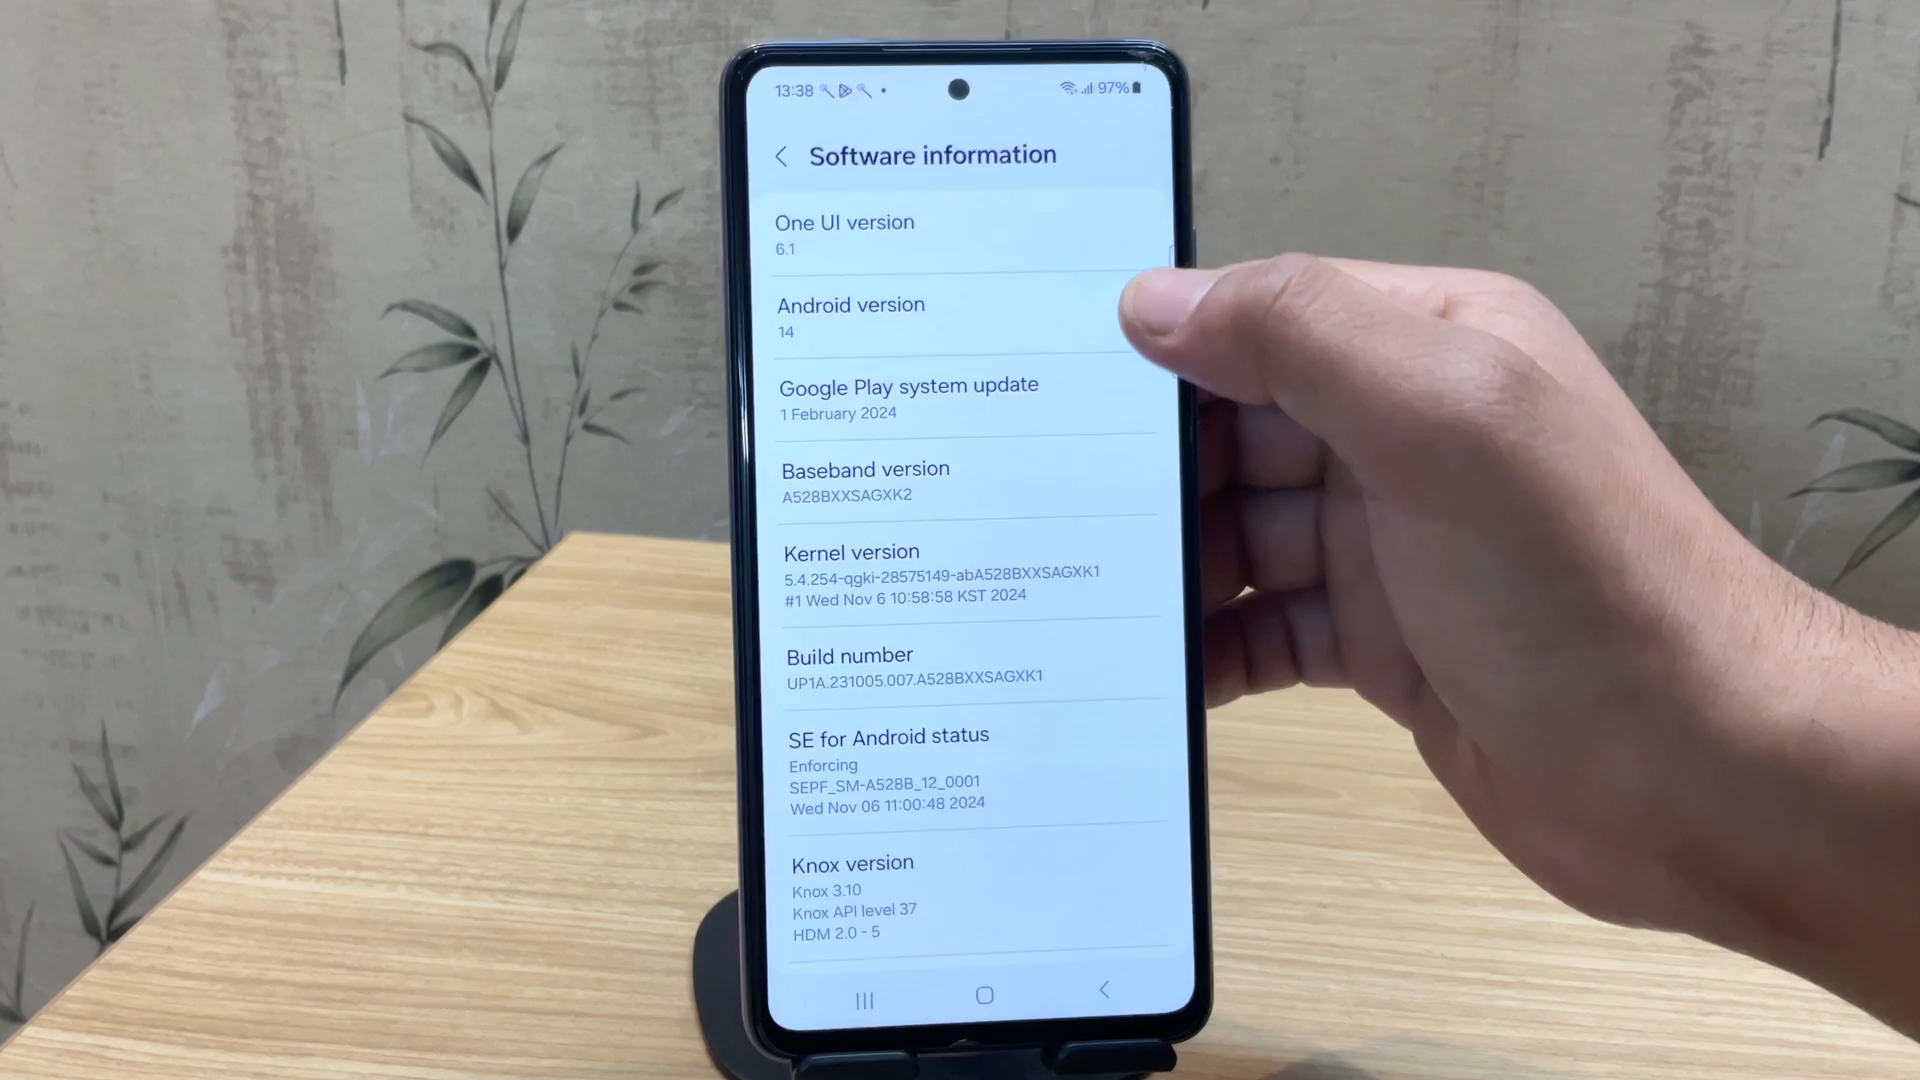 13:38
97%
Software information
One UI version
6.1
Android version
14
Google Play system update
1 February 2024
Baseband version
A528BXXSAGXK2
Kernel version
5.4.254-qgki-28575149-abA528BXXSAGXK1
#1 Wed Nov 6 10:58:58 KST 2024
Build number
UP1A.231005.007.A528BXXSAGXK1
SE for Android status
Enforcing
SEPF_SM-A528B_12_0001
Wed Nov 06 11:00:48 2024
Knox version
Knox 3.10
Knox API level 37
HDM 2.0 - 5